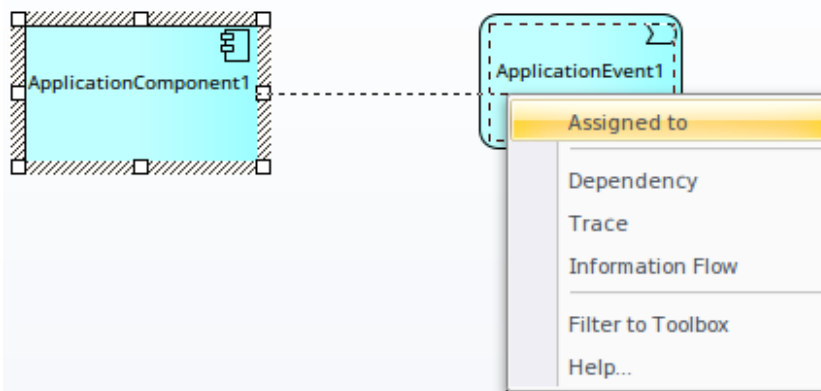 ApplicationComponent1
ApplicationEvent1
Assigned to
Dependency
Trace
Information Flow
Filter to Toolbox
Help...